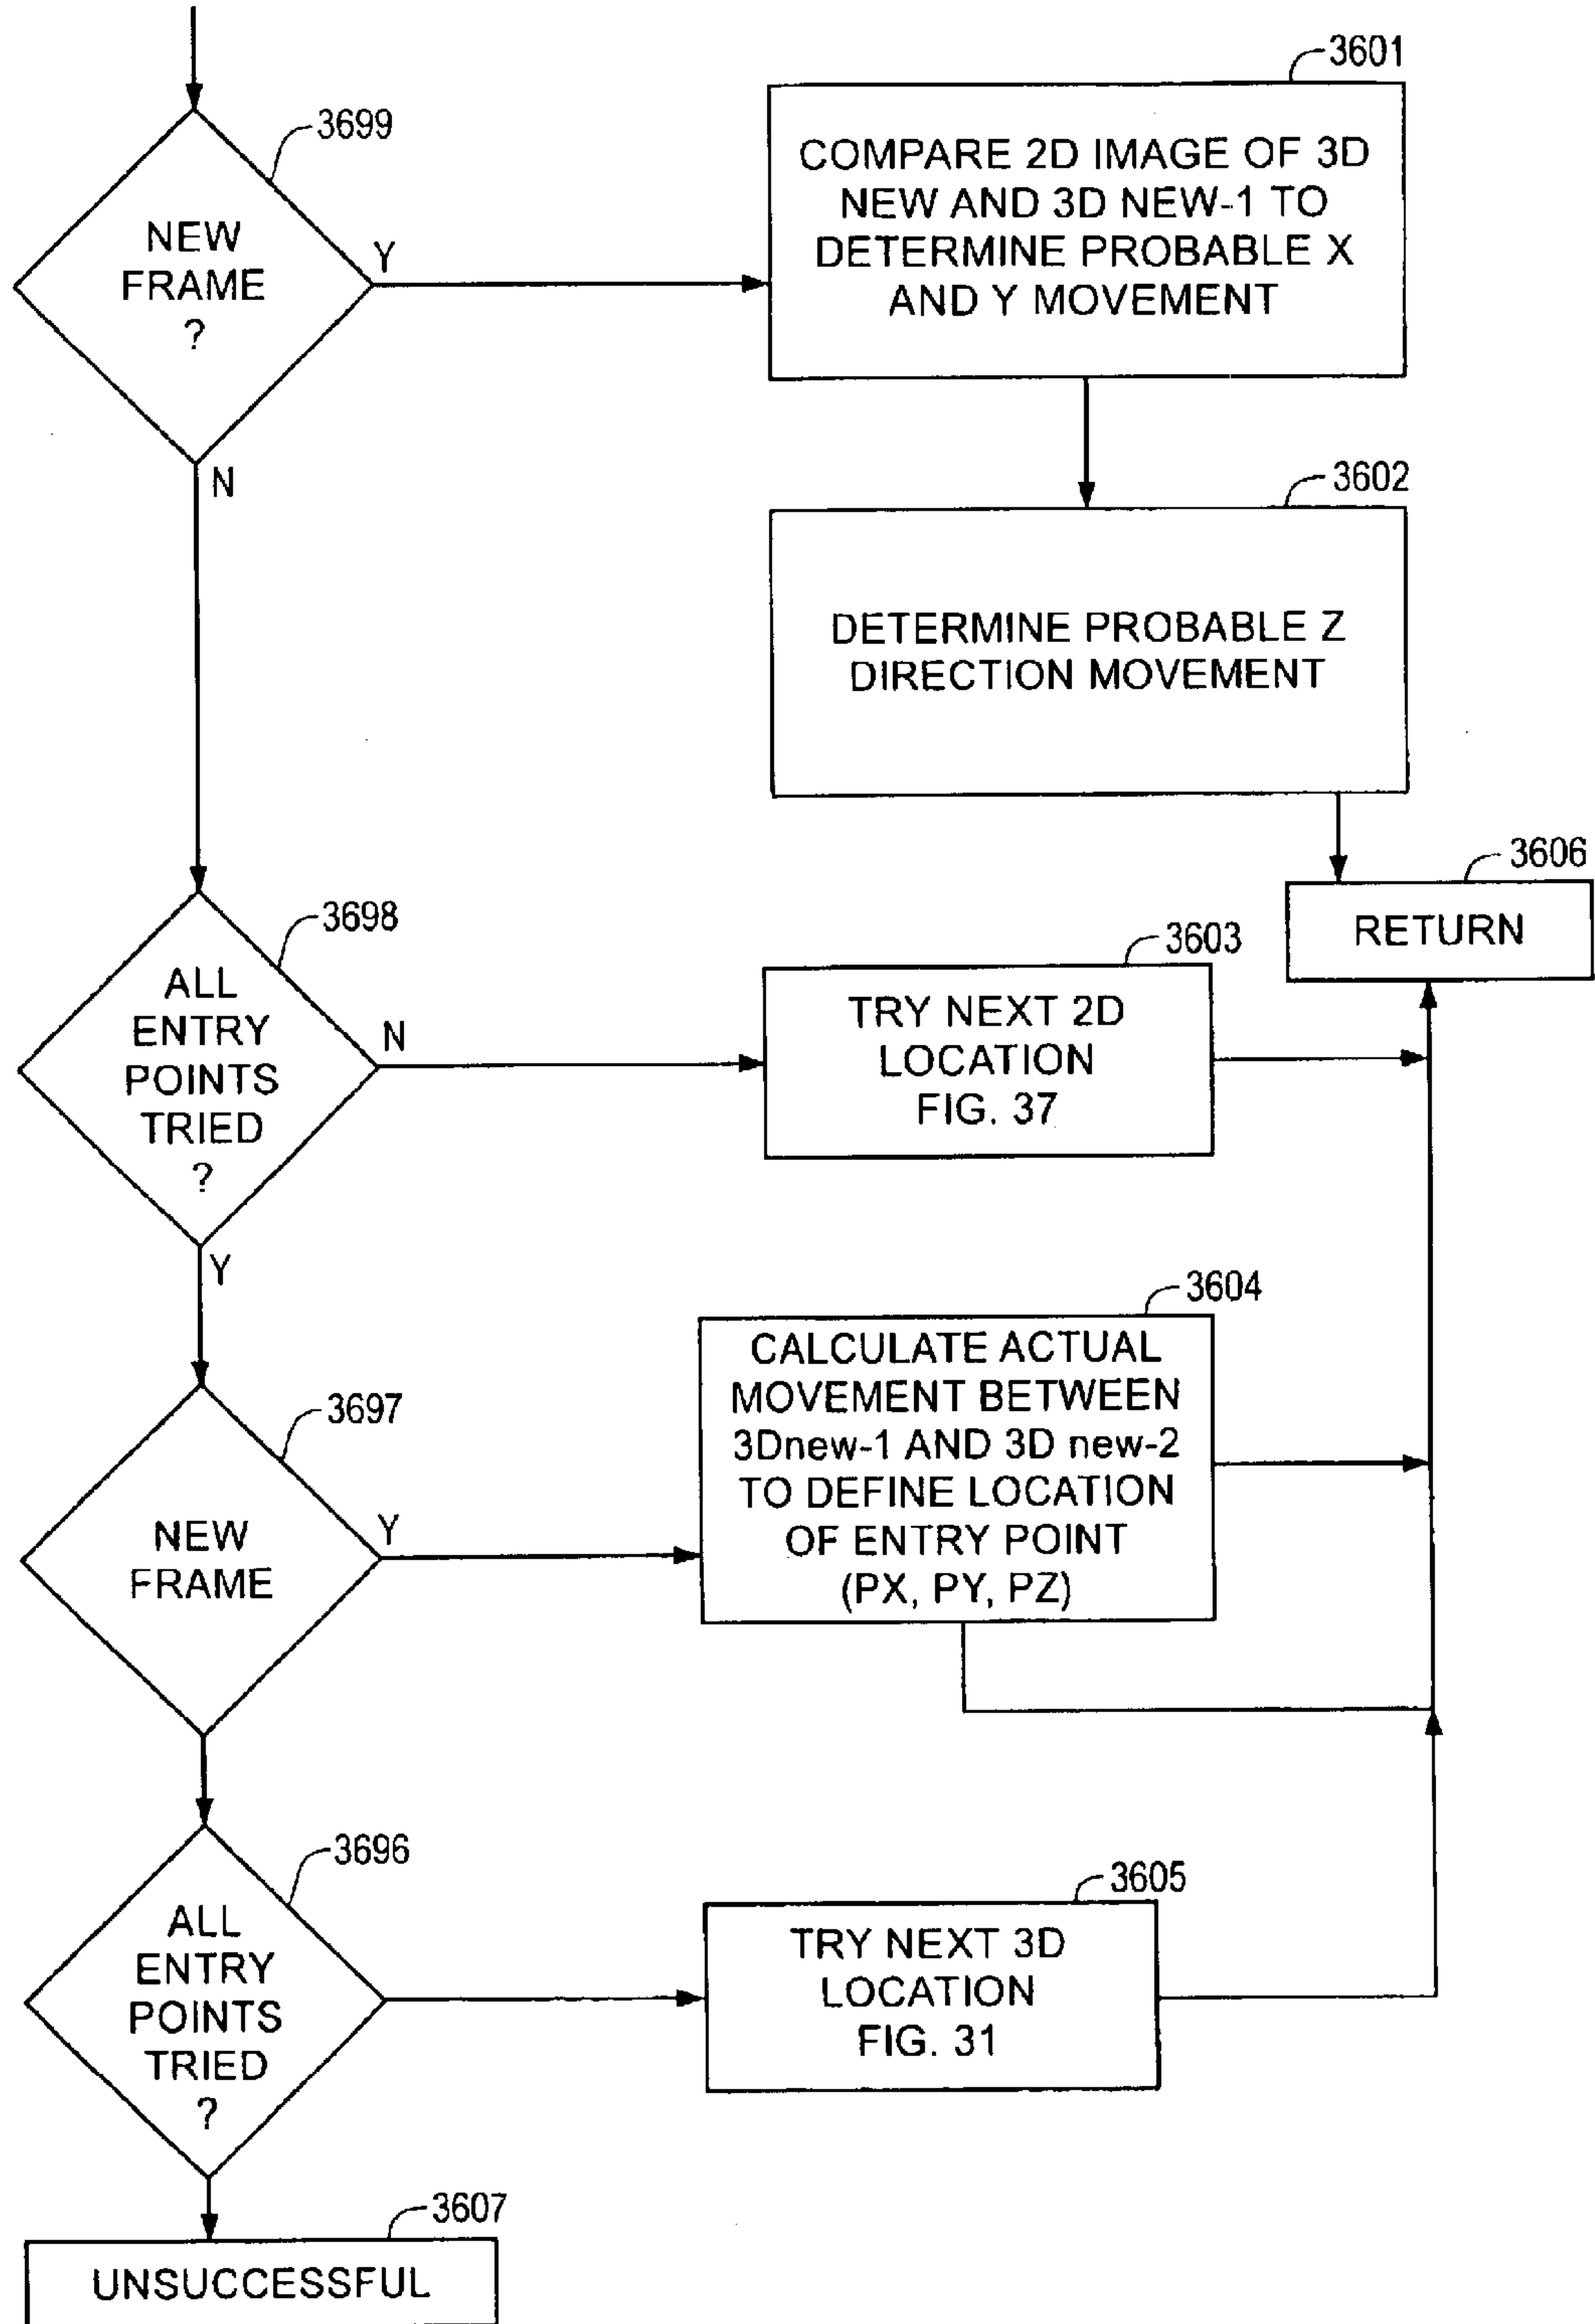 3699
NEW
FRAME
?
Y
N
3601
COMPARE 2D IMAGE OF 3D
NEW AND 3D NEW-1 TO
DETERMINE PROBABLE X
AND Y MOVEMENT
3602
DETERMINE PROBABLE Z
DIRECTION MOVEMENT
3606
RETURN
3698
ALL
ENTRY
POINTS
TRIED
?
N
Y
3603
TRY NEXT 2D
LOCATION
FIG. 37
3697
NEW
FRAME
Y
3604
CALCULATE ACTUAL
MOVEMENT BETWEEN
3Dnew-1 AND 3D new-2
TO DEFINE LOCATION
OF ENTRY POINT
(PX, PY, PZ)
3696
ALL
ENTRY
POINTS
TRIED
?
3605
TRY NEXT 3D
LOCATION
FIG. 31
3607
UNSUCCESSFUL